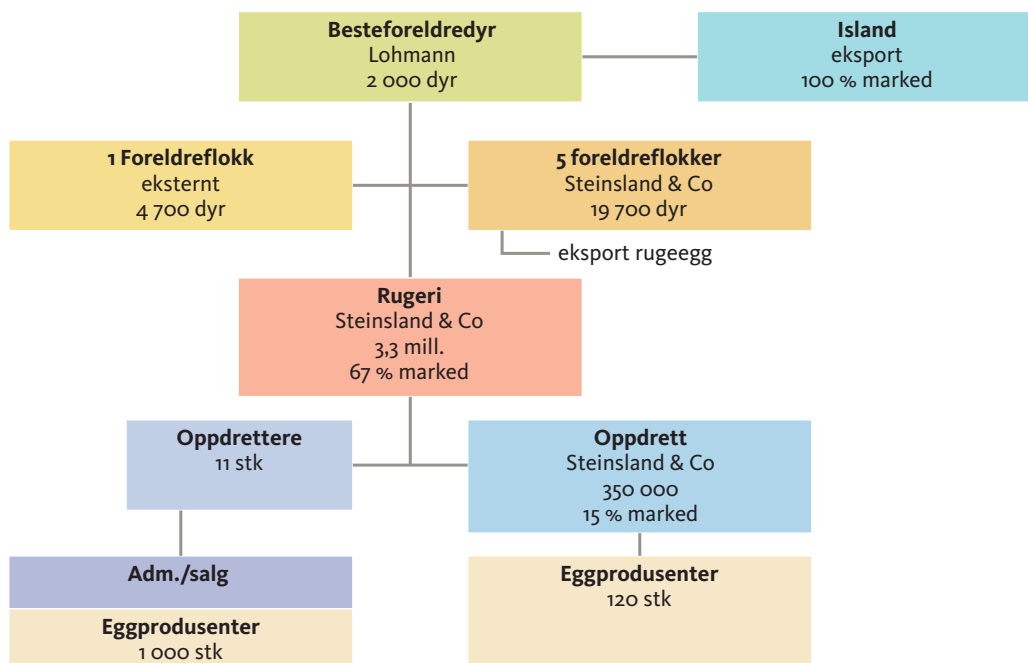 Besteforeldredyr
Lohmann
2 000 dyr
Island
eksport
100 % marked
1 Foreldreflokk
eksternt
4 700 dyr
5 foreldreflokker
Steinsland & Co
19 700 dyr
eksport rugeegg
Rugeri
Steinsland & Co
3,3 mill.
67 % marked
Oppdrettere
11 stk
Oppdrett
Steinsland & Co
350 000
15 % marked
Adm./salg
Eggprodusenter
1 000 stk
Eggprodusenter
120 stk